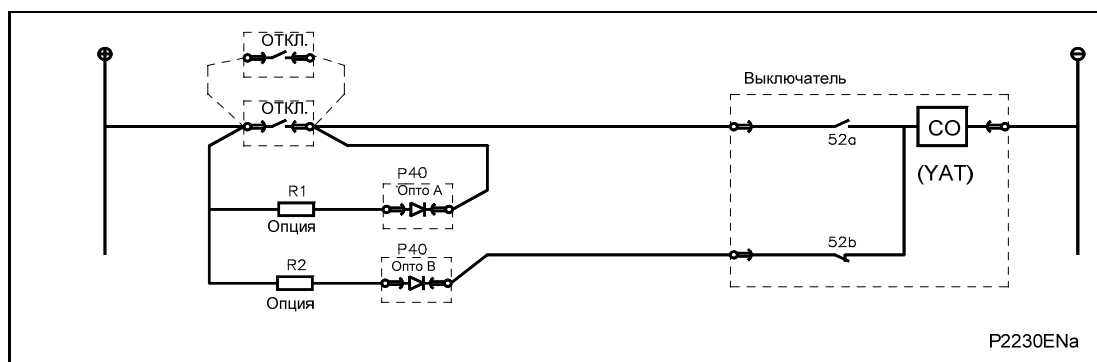 ОТКЛ.
⊕
⊖
Выключатель
ОТКЛ.
52a
CO
(YAT)
P40
Опто A
R1
Опция
52b
P40
Опто B
R2
Опция
P2230ENa